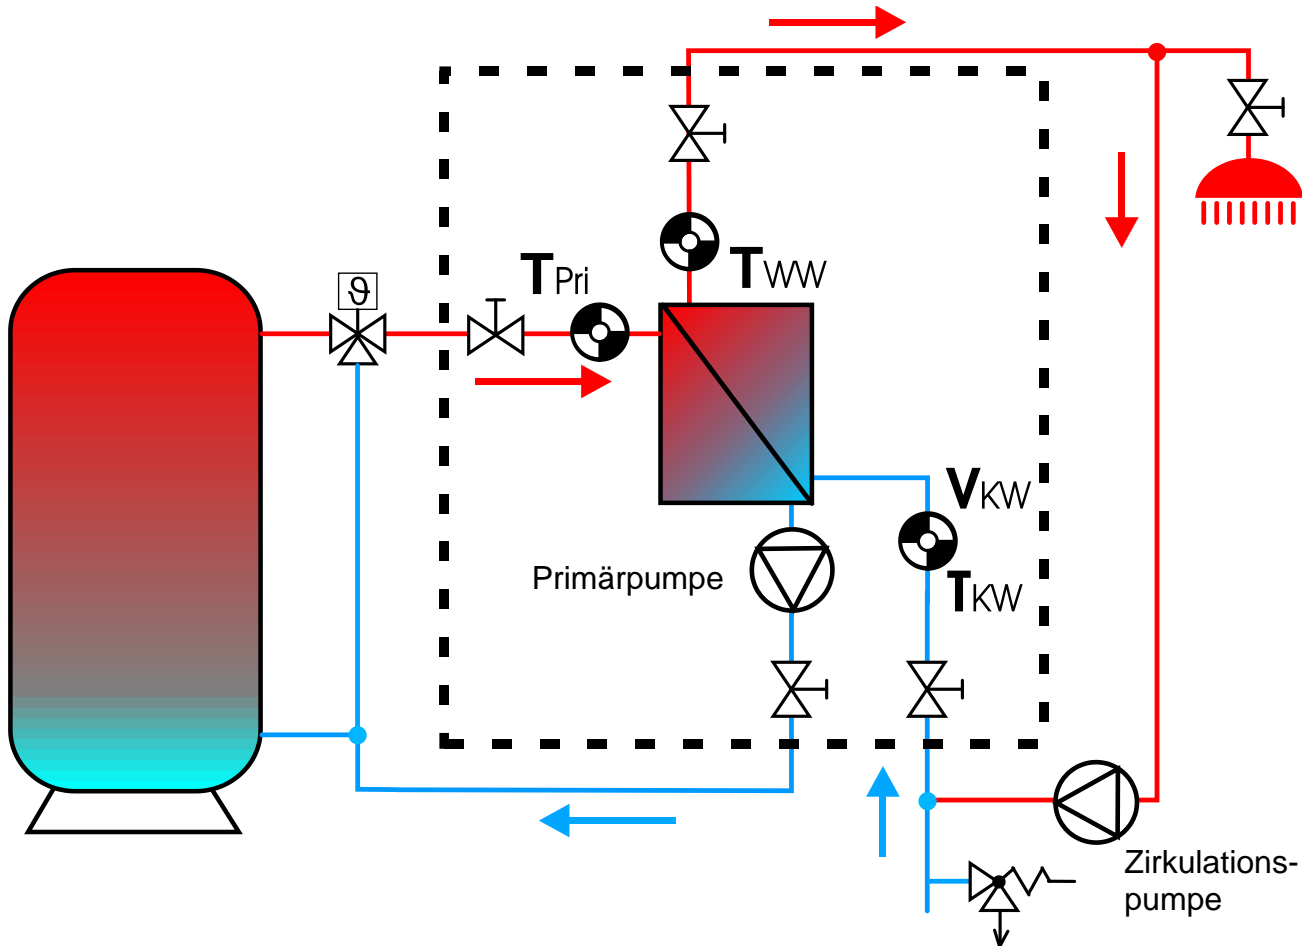 TPri
TWW
ϑ
VKW
Primärpumpe
TKW
Zirkulations-
pumpe